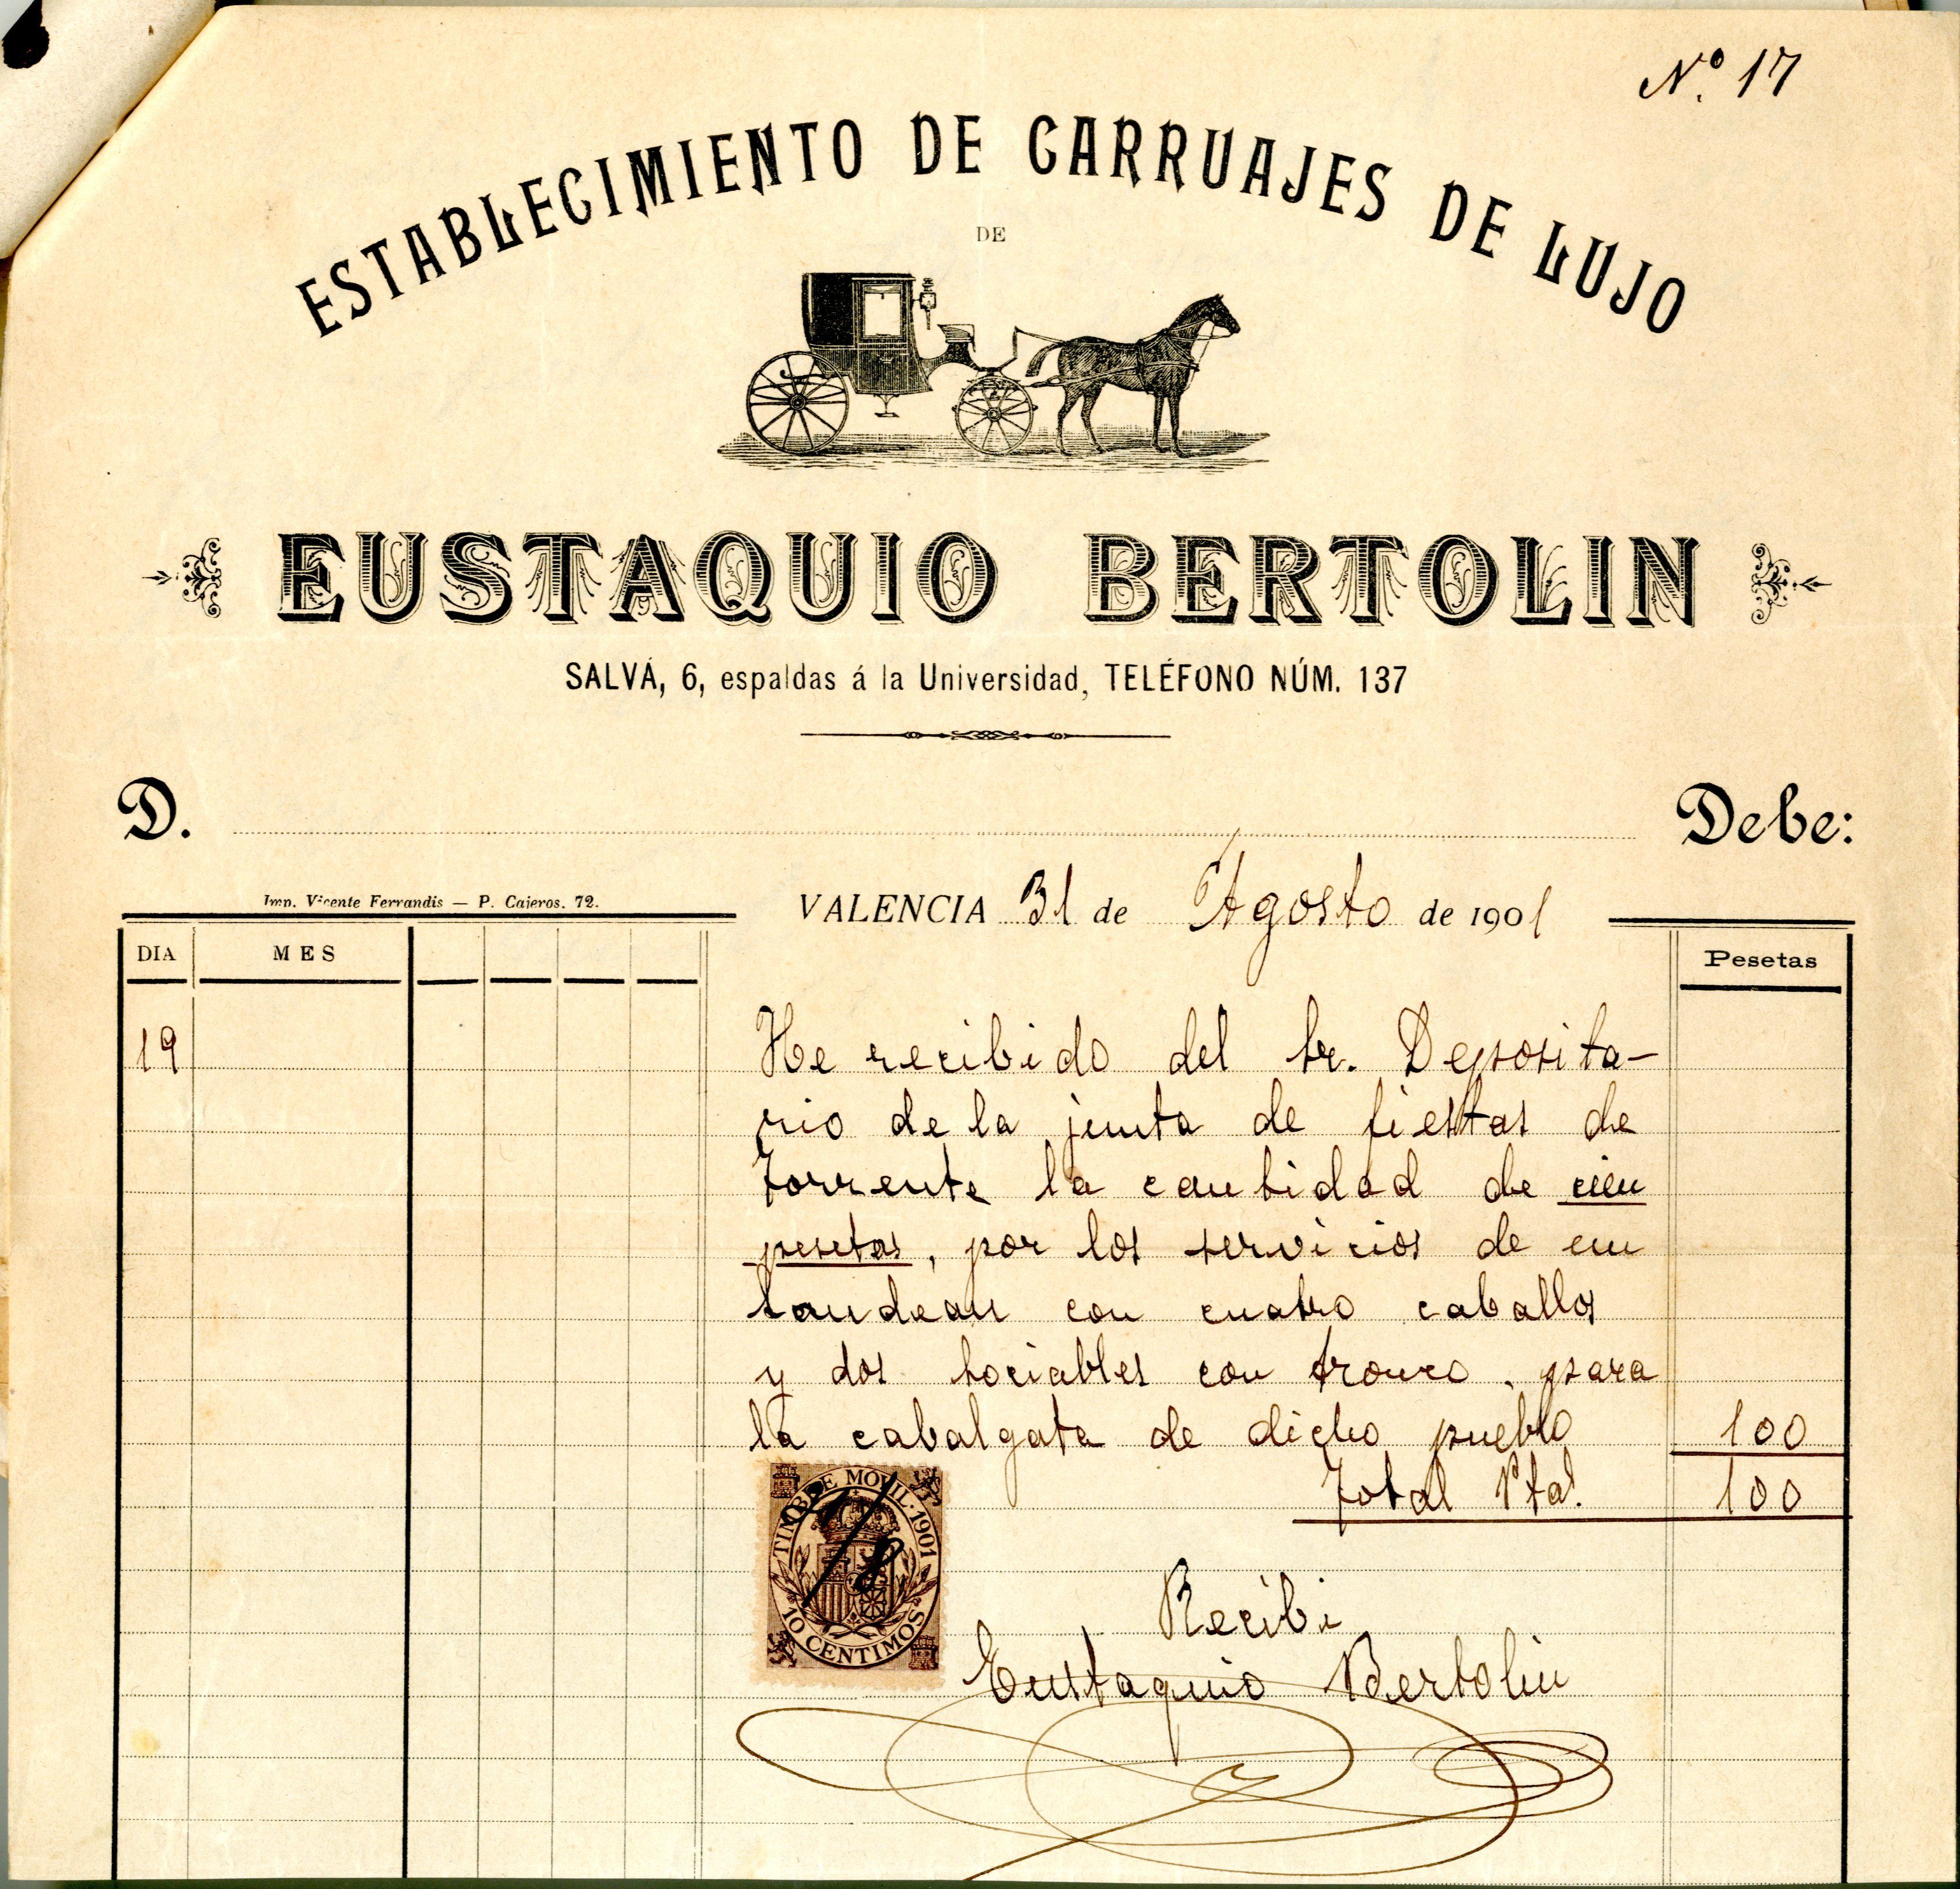 Nº 17
ESTABLECIMIENTO DE CARRUAJES DE LUJO
DE
EUSTAQUIO BERTOLIN
SALVÁ, 6, espaldas á la Universidad, TELÉFONO NÚM. 137
D. Debe:
Imp. Vicente Ferrandis — P. Cajeros. 72.
VALENCIA 31 de Agosto de 1901
DIA MES Pesetas
19 He recibido del Sr. Deposita-
rio de la junta de fiestas de
Torrente la cantidad de cien
pesetas, por los servicios de un
landeau con cuatro caballos
y dos sociables con tronco, para
la cabalgata de dicho pueblo 100
Total Ptas. 100
TIMBRE MOVIL · 1901
10 CENTIMOS
Recibi
Eustaquio Bertolin